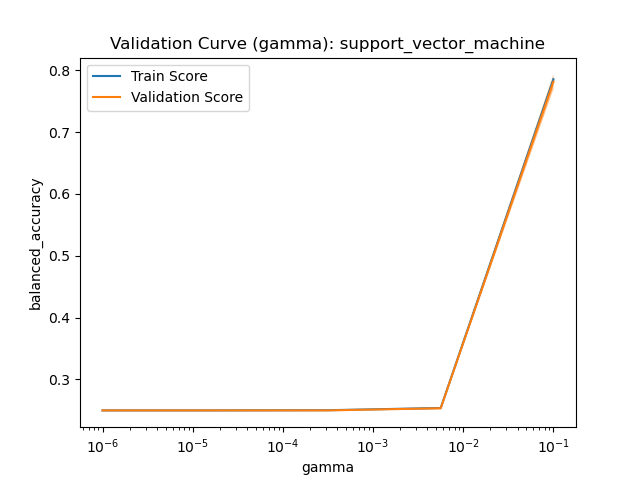 Validation Curve (gamma): support_vector_machine
Train Score
Validation Score
balanced_accuracy
0.8
0.7
0.6
0.5
0.4
0.3
10⁻⁶ 10⁻⁵ 10⁻⁴ 10⁻³ 10⁻² 10⁻¹
gamma